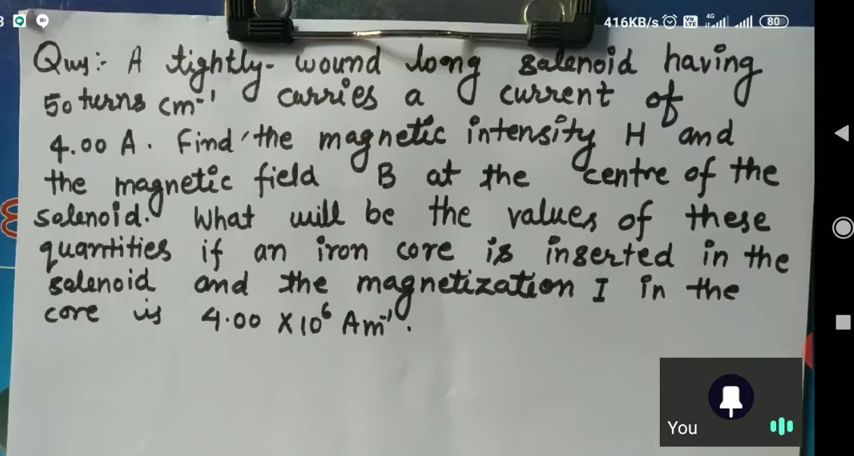 416KB/s 4G 80
Qus:- A tightly-wound long solenoid having
50 turns cm⁻¹ carries a current of
4.00 A. Find the magnetic intensity H and
the magnetic field B at the centre of the
solenoid. What will be the values of these
quantities if an iron core is inserted in the
solenoid and the magnetization I in the
core is 4.00 X10⁶ Am⁻¹.
You